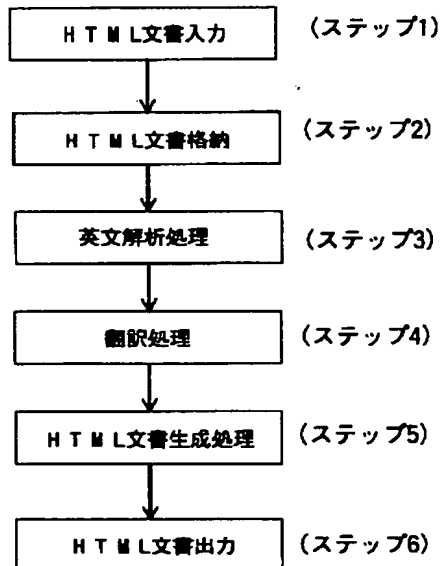 HTML文書入力 (ステップ1)
HTML文書格納 (ステップ2)
英文解析処理 (ステップ3)
翻訳処理 (ステップ4)
HTML文書生成処理 (ステップ5)
HTML文書出力 (ステップ6)